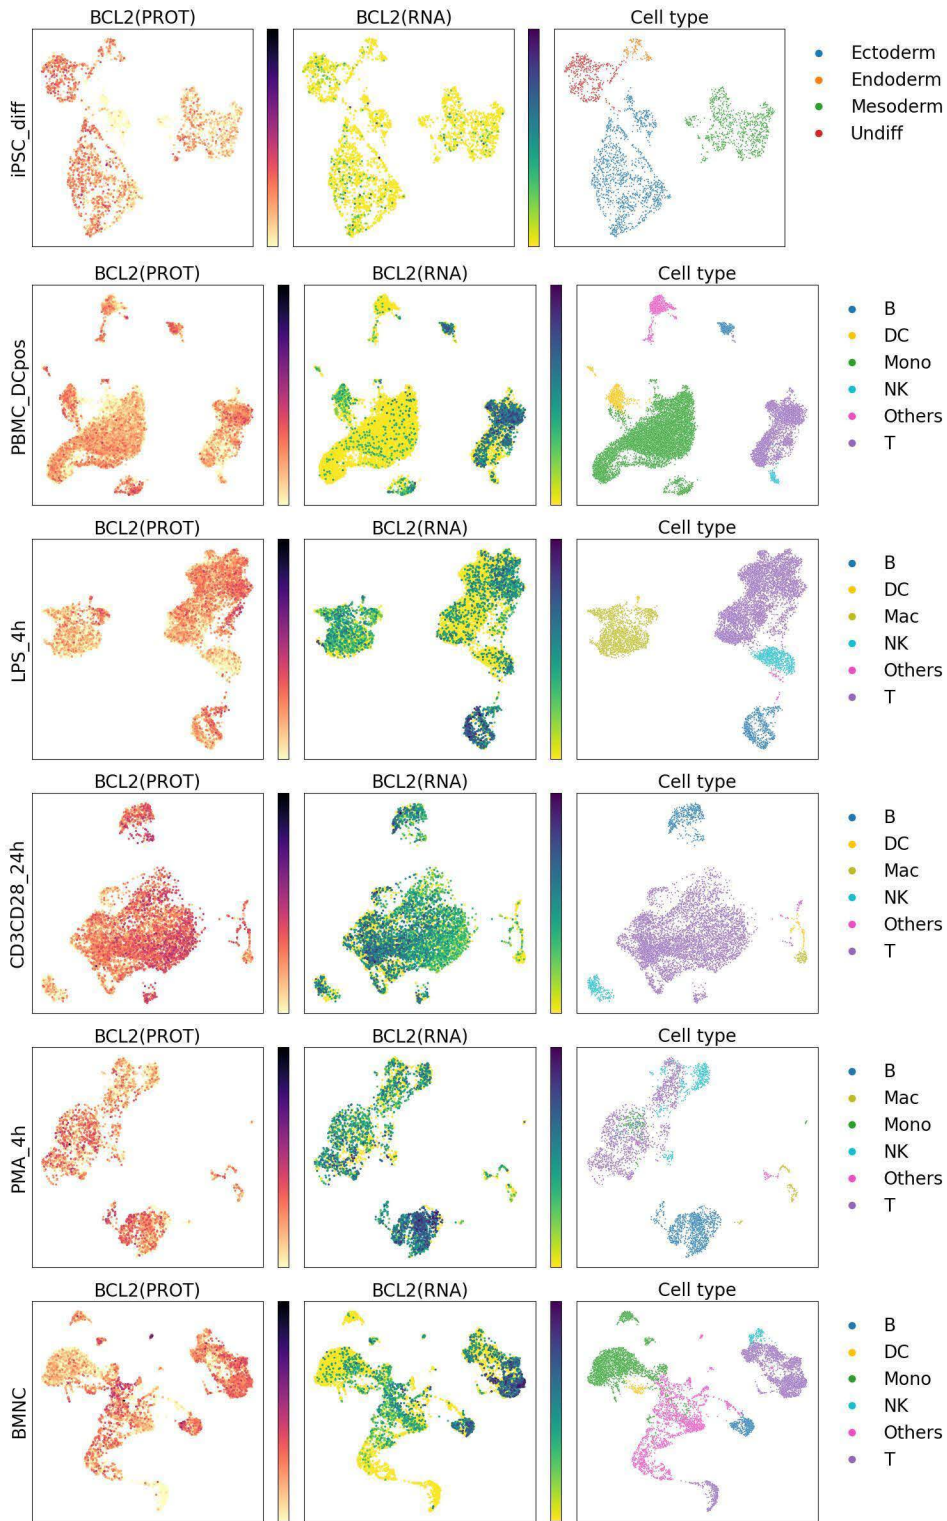 BCL2(PROT) BCL2(RNA) Cell type
iPSC_diff
Ectoderm
Endoderm
Mesoderm
Undiff
BCL2(PROT) BCL2(RNA) Cell type
PBMC_DCpos
B
DC
Mono
NK
Others
T
BCL2(PROT) BCL2(RNA) Cell type
LPS_4h
B
DC
Mac
NK
Others
T
BCL2(PROT) BCL2(RNA) Cell type
CD3CD28_24h
B
DC
Mac
NK
Others
T
BCL2(PROT) BCL2(RNA) Cell type
PMA_4h
B
Mac
Mono
NK
Others
T
BCL2(PROT) BCL2(RNA) Cell type
BMNC
B
DC
Mono
NK
Others
T